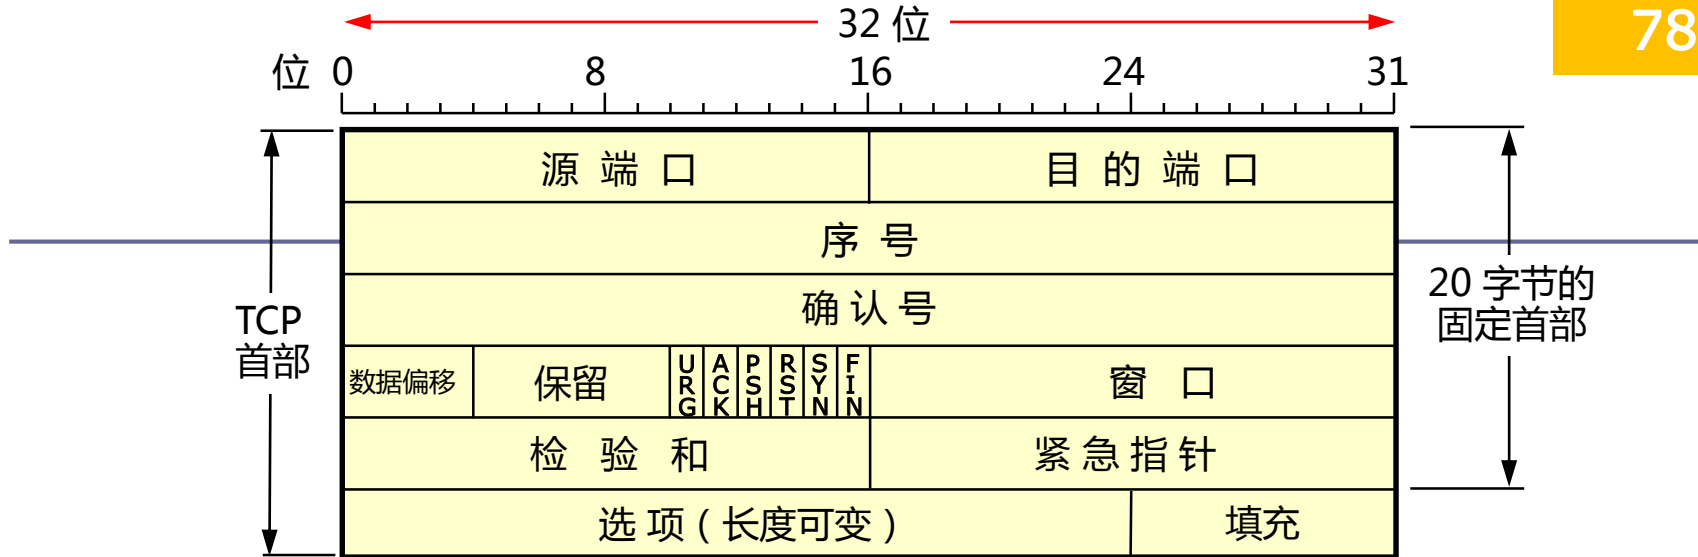 32 位
78
位 0 8 16 24 31
源 端 口 目 的 端 口
序 号
20 字节的
固定首部
确 认 号
TCP
首部
数据偏移 保留 URG ACK PSH RST SYN FIN 窗 口
检 验 和 紧 急 指 针
选 项 ( 长 度 可 变 ) 填充